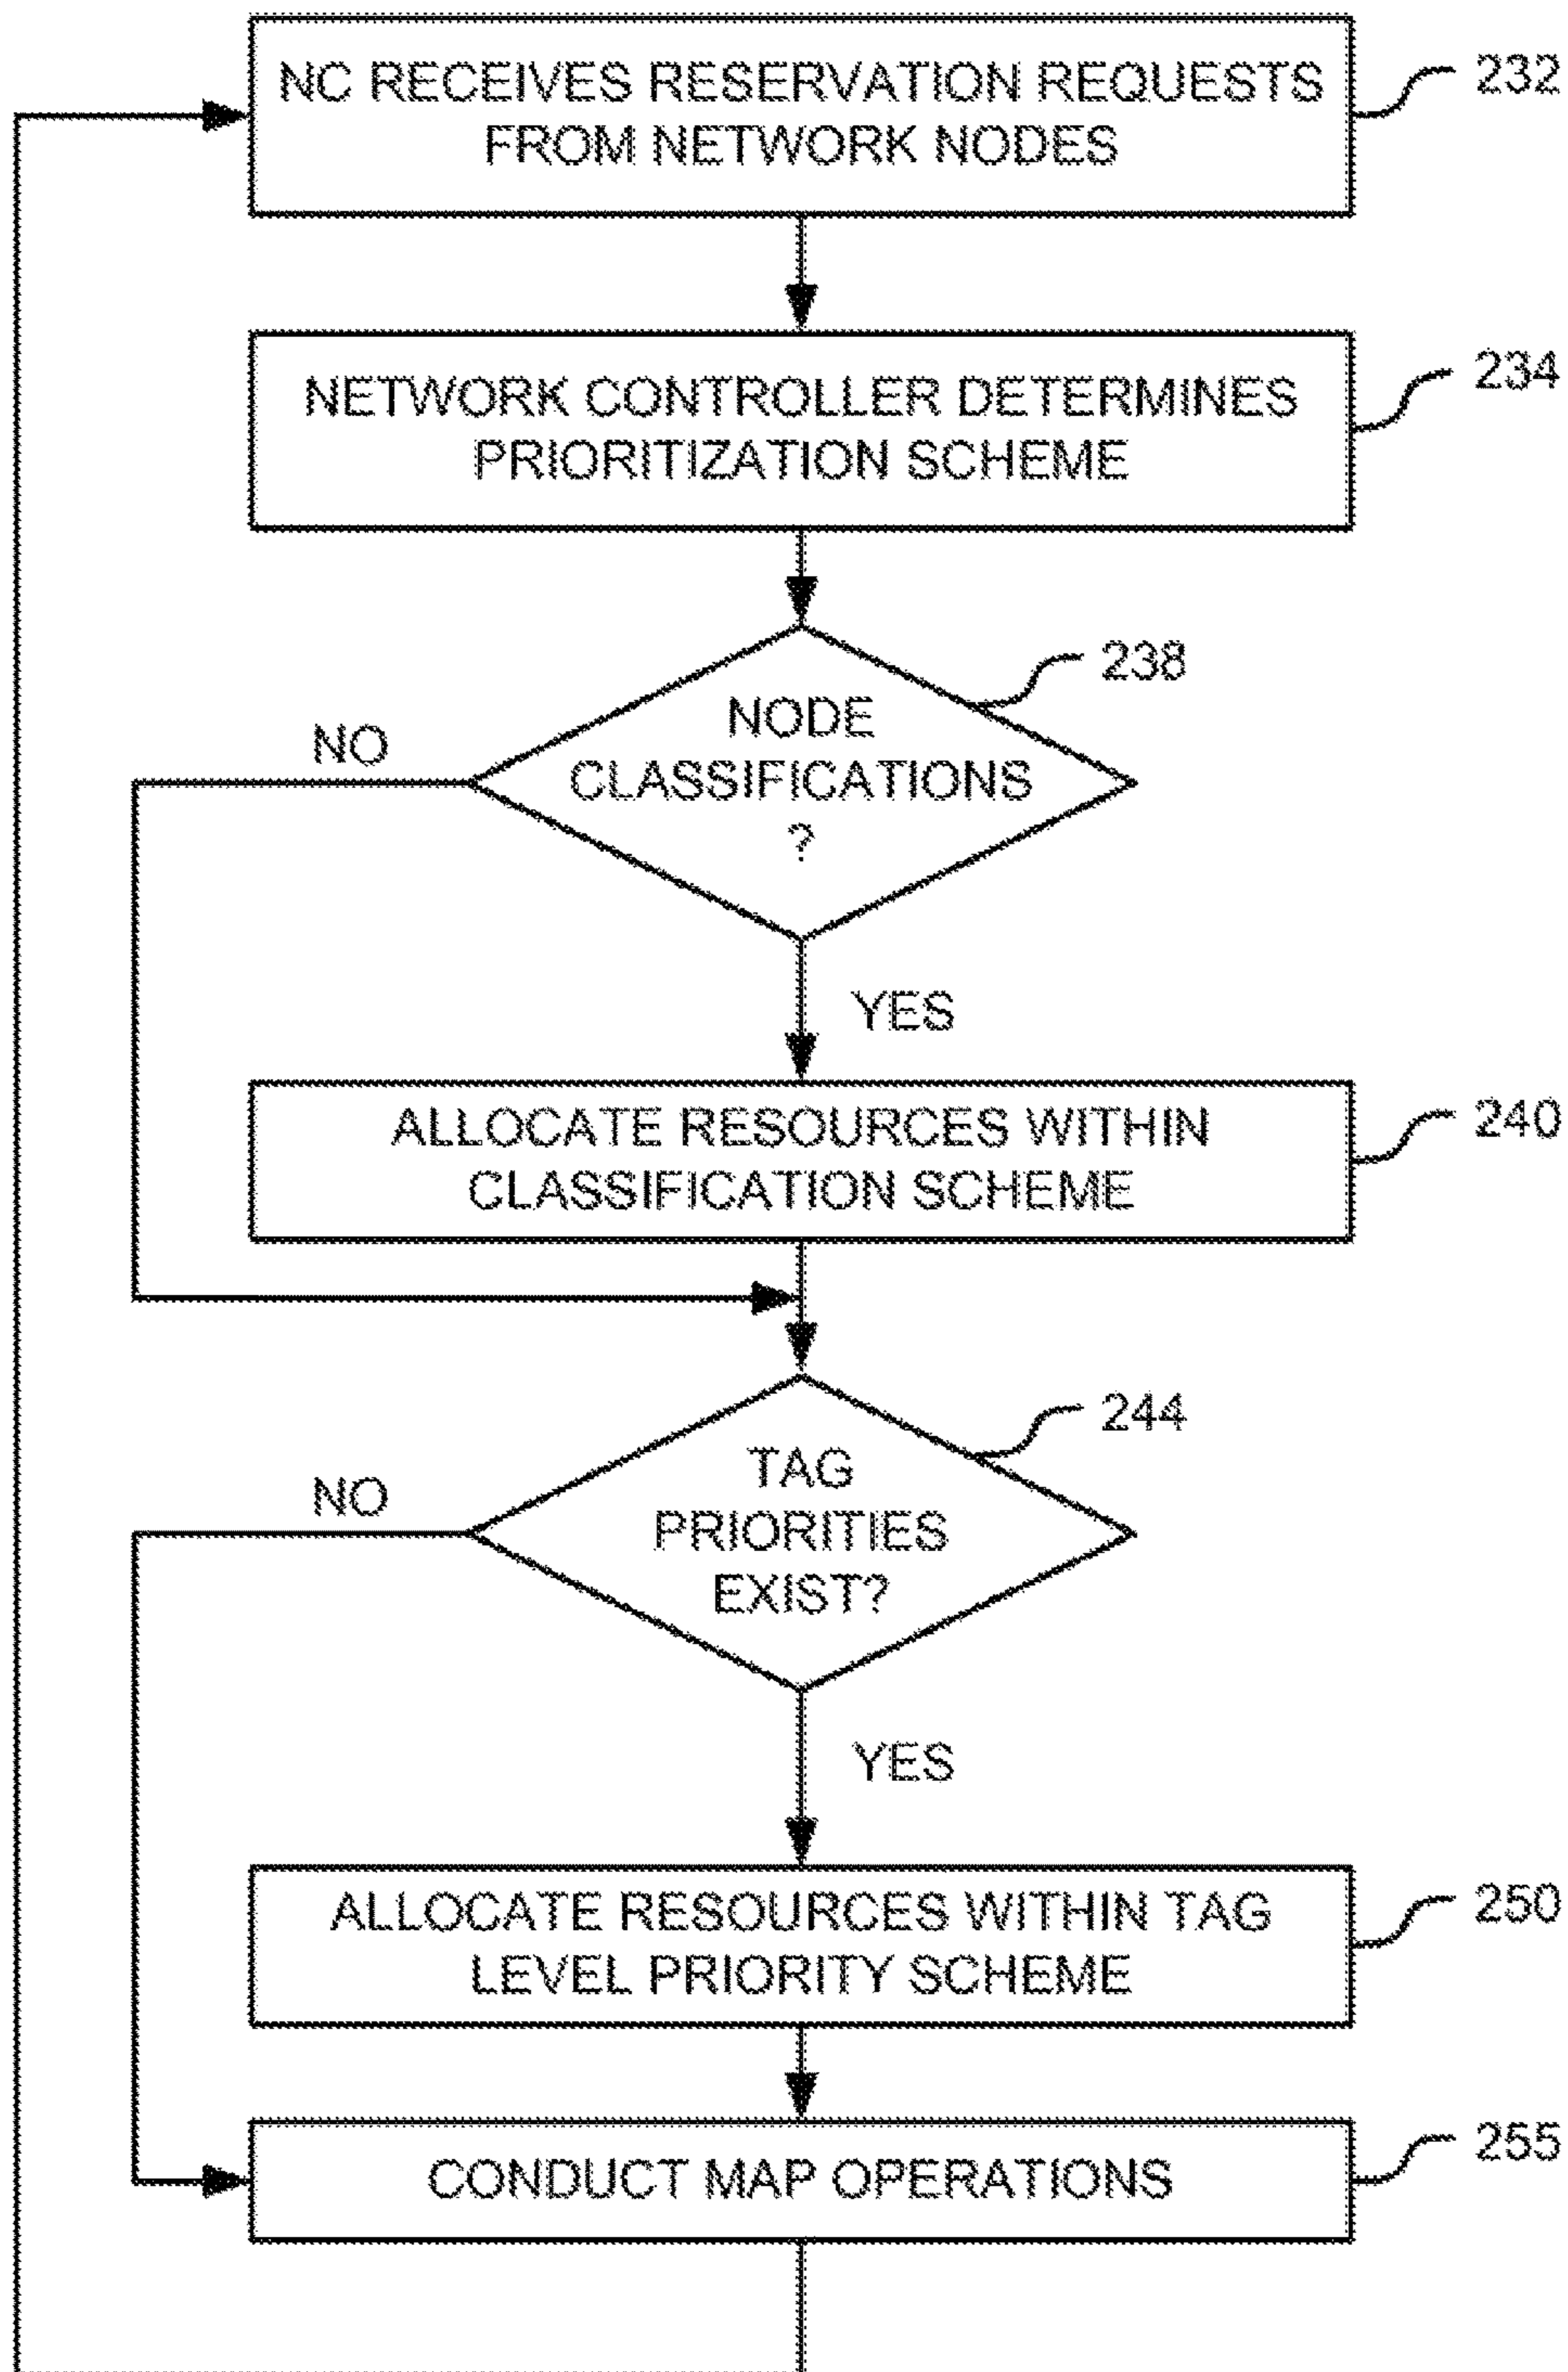 NC RECEIVES RESERVATION REQUESTS
FROM NETWORK NODES
232
NETWORK CONTROLLER DETERMINES
PRIORITIZATION SCHEME
234
238
NODE
CLASSIFICATIONS
?
NO
YES
ALLOCATE RESOURCES WITHIN
CLASSIFICATION SCHEME
240
244
TAG
PRIORITIES
EXIST?
NO
YES
ALLOCATE RESOURCES WITHIN TAG
LEVEL PRIORITY SCHEME
250
CONDUCT MAP OPERATIONS
255